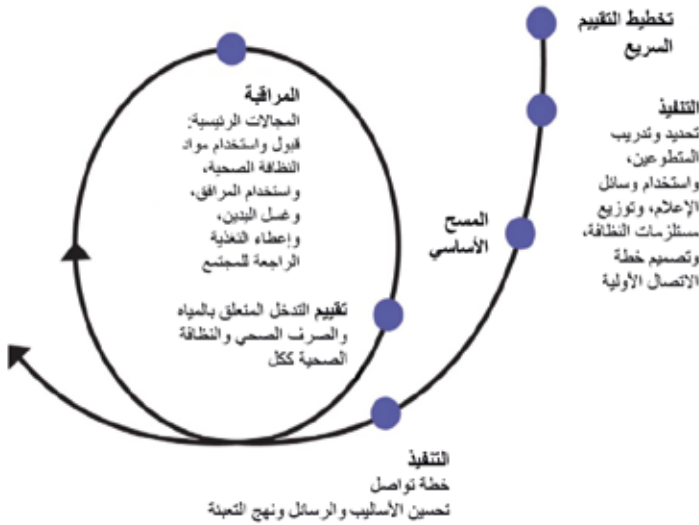 تخطيط التقييم
السريع
التنفيذ
تحديد وتدريب
المتطوعين،
واستخدام وسائل
الإعلام، وتوزيع
مستلزمات النظافة،
وتصميم خطة
الاتصال الأولية
المسح
الأساسي
التنفيذ
خطة تواصل
تحسين الأساليب والرسائل ونهج التعبئة
المراقبة
المجالات الرئيسية:
قبول واستخدام مواد
النظافة الصحية،
واستخدام المرافق،
وغسل اليدين،
وإعطاء التغذية
الراجعة للمجتمع
تقييم التدخل المتعلق بالمياه
والصرف الصحي والنظافة
الصحية ككل